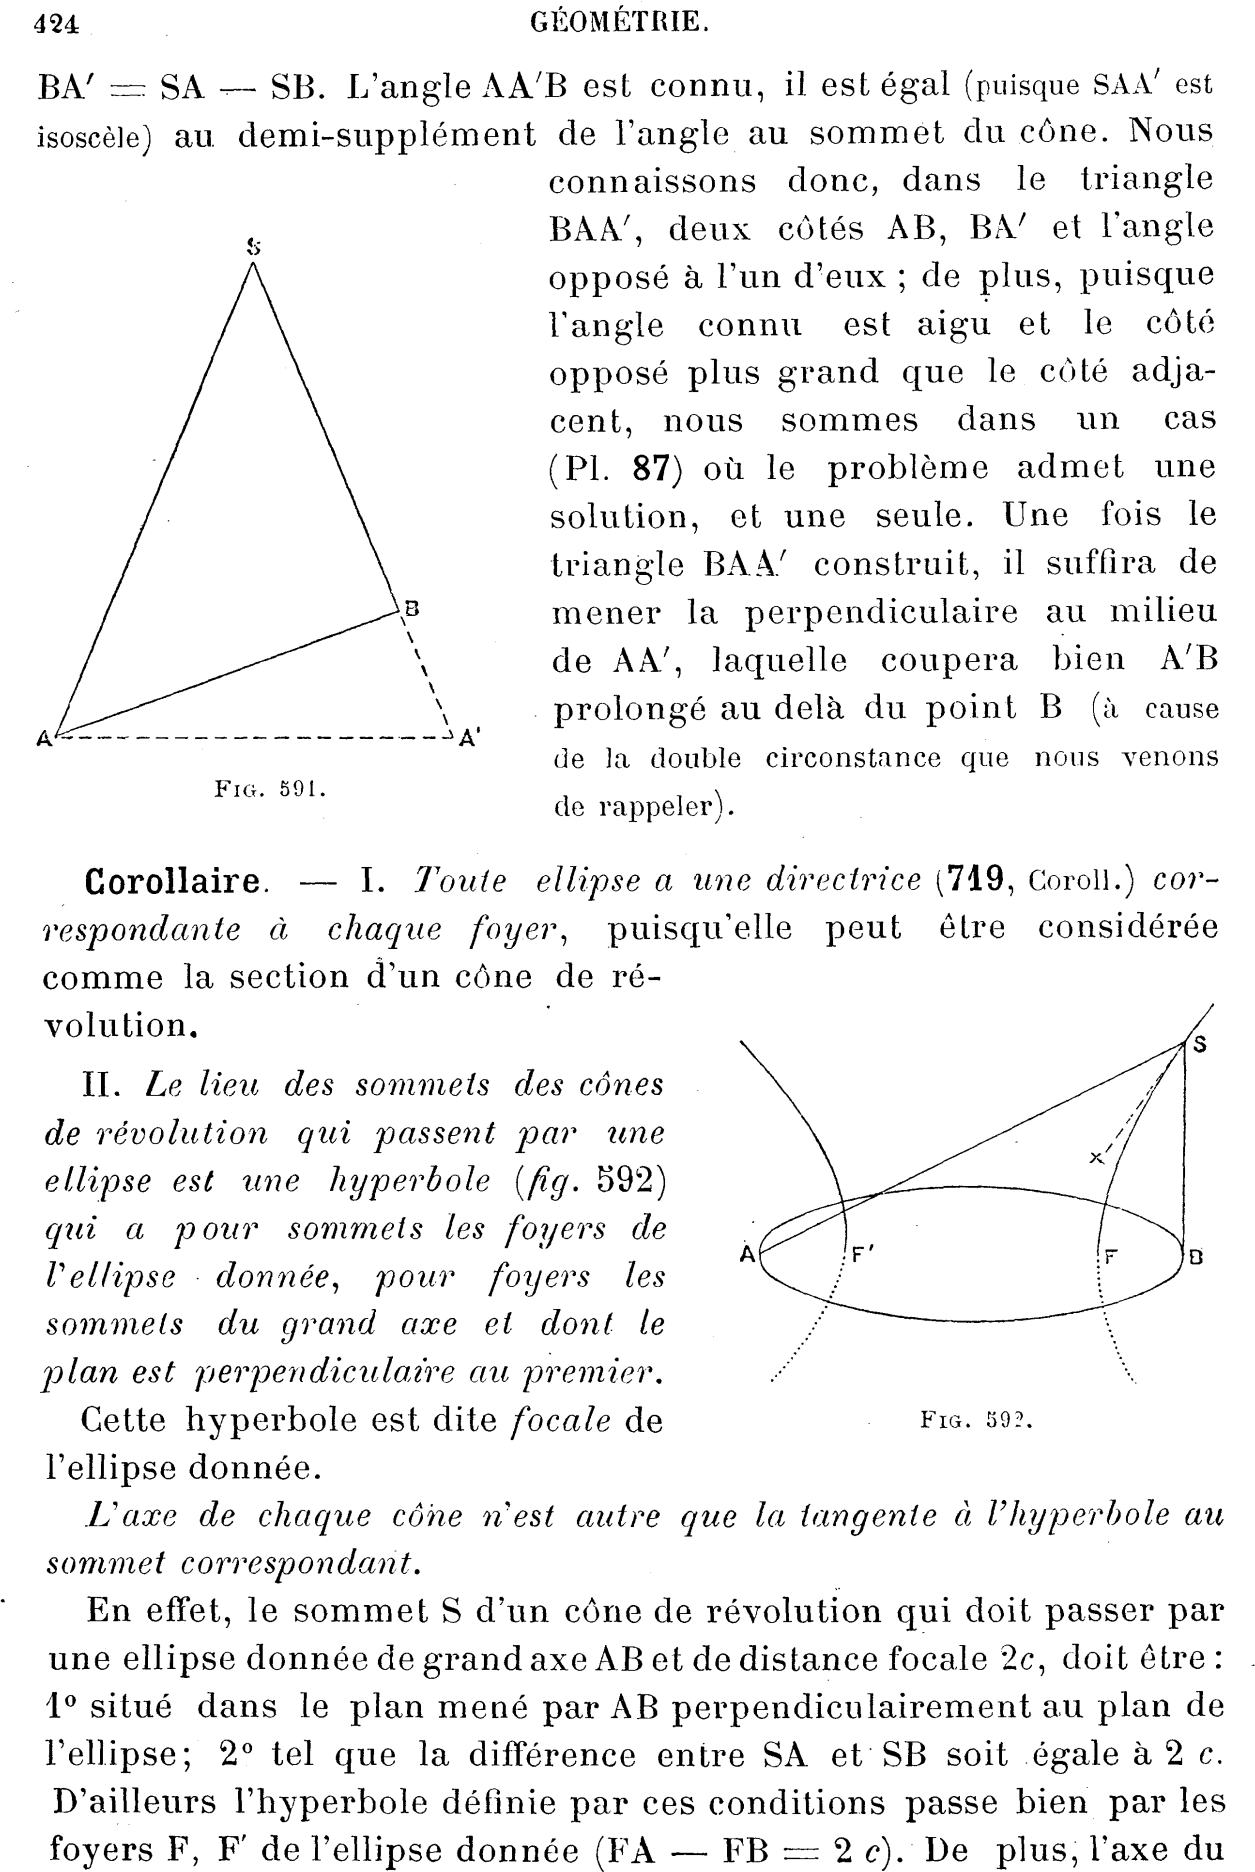 424
GÉOMÉTRIE.
BA′ = SA — SB. L'angle AA′B est connu, il est égal (puisque SAA′ est
isoscèle) au demi-supplément de l'angle au sommet du cône. Nous
connaissons donc, dans le triangle
BAA′, deux côtés AB, BA′ et l'angle
opposé à l'un d'eux ; de plus, puisque
l'angle connu est aigu et le côté
opposé plus grand que le côté adja-
cent, nous sommes dans un cas
(Pl. 87) où le problème admet une
solution, et une seule. Une fois le
triangle BAA′ construit, il suffira de
mener la perpendiculaire au milieu
de AA′, laquelle coupera bien A′B
prolongé au delà du point B (à cause
de la double circonstance que nous venons
de rappeler).
S
B
A
A'
FIG. 591.
Corollaire. — I. Toute ellipse a une directrice (719, Coroll.) cor-
respondante à chaque foyer, puisqu'elle peut être considérée
comme la section d'un cône de ré-
volution.
II. Le lieu des sommets des cônes
de révolution qui passent par une
ellipse est une hyperbole (fig. 592)
qui a pour sommets les foyers de
l'ellipse donnée, pour foyers les
sommets du grand axe et dont le
plan est perpendiculaire au premier.
Cette hyperbole est dite focale de
l'ellipse donnée.
S
x
A
F'
F
B
FIG. 592.
L'axe de chaque cône n'est autre que la tangente à l'hyperbole au
sommet correspondant.
En effet, le sommet S d'un cône de révolution qui doit passer par
une ellipse donnée de grand axe AB et de distance focale 2c, doit être :
1° situé dans le plan mené par AB perpendiculairement au plan de
l'ellipse; 2° tel que la différence entre SA et SB soit égale à 2 c.
D'ailleurs l'hyperbole définie par ces conditions passe bien par les
foyers F, F′ de l'ellipse donnée (FA — FB = 2 c). De plus, l'axe du